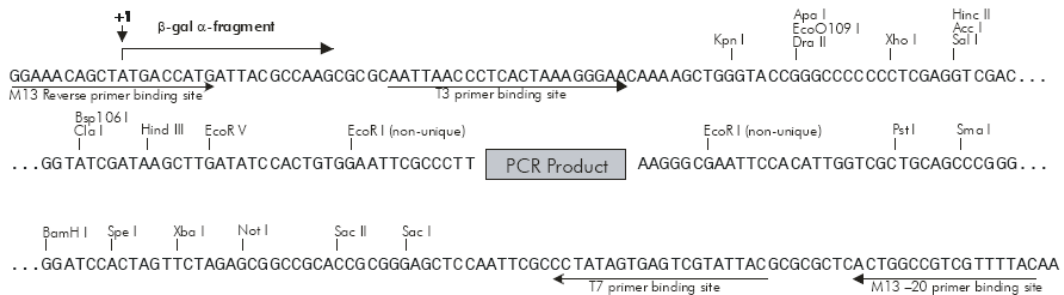 +1
β-gal α-fragment
Apa I
Hinc II
EcoO109 I
Acc I
Kpn I
Dra II
Xho I
Sal I
GGAAACAGCTATGACCATGATTACGCCAAGCGCGCAATTAACCCTCACTAAAGGGAACAAAAGCTGGGTACCGGGCCCCCCCTCGAGGTCGAC...
M13 Reverse primer binding site
T3 primer binding site
Bsp106 I
Cla I
Hind III
EcoR V
EcoR I (non-unique)
EcoR I (non-unique)
Pst I
Sma I
...GGTATCGATAAGCTTGATATCCACTGTGGAATTCGCCCTT
PCR Product
AAGGGCGAATTCCACATTGGTCGCTGCAGCCCGGG...
BamH I
Spe I
Xba I
Not I
Sac II
Sac I
...GGATCCACTAGTTCTAGAGCGGCCGCACCGCGGGAGCTCCAATTCGCCCTATAGTGAGTCGTATTACGCGCGCTCACTGGCCGTCGTTTTACAA
T7 primer binding site
M13 –20 primer binding site